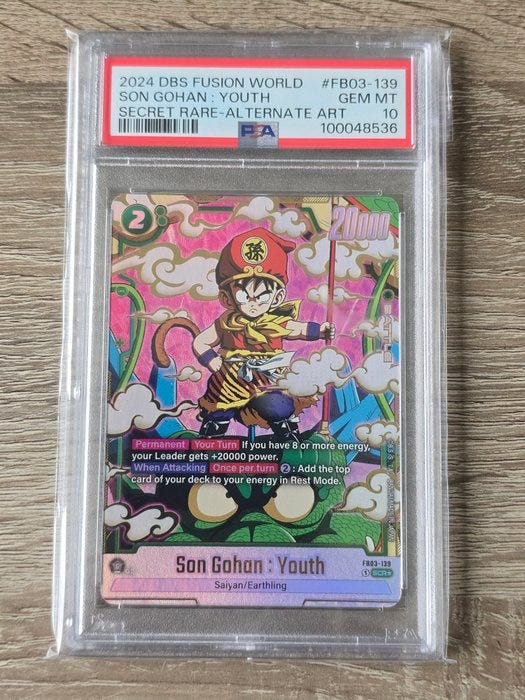 2024 DBS FUSION WORLD #FB03-139
SON GOHAN : YOUTH GEM MT
SECRET RARE-ALTERNATE ART 10
PSA 100048536
2 20000
孫
BATTLE
Permanent Your Turn If you have 8 or more energy,
your Leader gets +20000 power.
When Attacking Once per turn 2 : Add the top
card of your deck to your energy in Rest Mode.
Son Gohan : Youth FB03-139
SCR★
Saiyan/Earthling